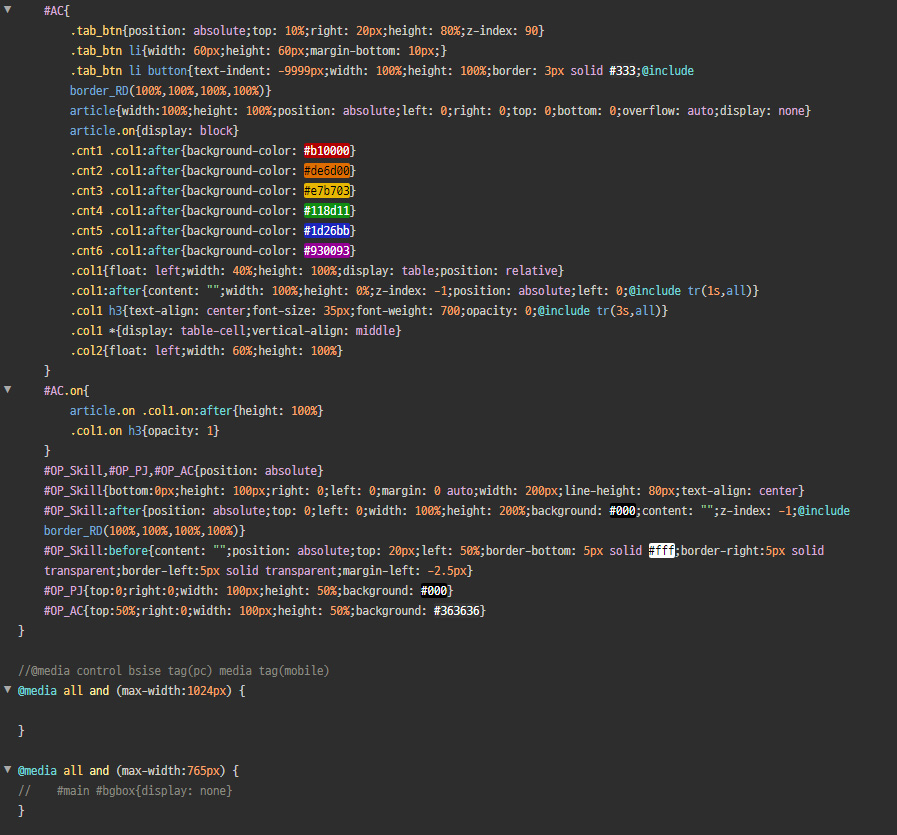 #AC{
.tab_btn{position: absolute;top: 10%;right: 20px;height: 80%;z-index: 90}
.tab_btn li{width: 60px;height: 60px;margin-bottom: 10px;}
.tab_btn li button{text-indent: -9999px;width: 100%;height: 100%;border: 3px solid #333;@include
border_RD(100%,100%,100%,100%)}
article{width:100%;height: 100%;position: absolute;left: 0;right: 0;top: 0;bottom: 0;overflow: auto;display: none}
article.on{display: block}
.cnt1 .col1:after{background-color: #b10000}
.cnt2 .col1:after{background-color: #de6d00}
.cnt3 .col1:after{background-color: #e7b703}
.cnt4 .col1:after{background-color: #118d11}
.cnt5 .col1:after{background-color: #1d26bb}
.cnt6 .col1:after{background-color: #930093}
.col1{float: left;width: 40%;height: 100%;display: table;position: relative}
.col1:after{content: "";width: 100%;height: 0%;z-index: -1;position: absolute;left: 0;@include tr(1s,all)}
.col1 h3{text-align: center;font-size: 35px;font-weight: 700;opacity: 0;@include tr(3s,all)}
.col1 *{display: table-cell;vertical-align: middle}
.col2{float: left;width: 60%;height: 100%}
}
#AC.on{
article.on .col1.on:after{height: 100%}
.col1.on h3{opacity: 1}
}
#OP_Skill,#OP_PJ,#OP_AC{position: absolute}
#OP_Skill{bottom:0px;height: 100px;right: 0;left: 0;margin: 0 auto;width: 200px;line-height: 80px;text-align: center}
#OP_Skill:after{position: absolute;top: 0;left: 0;width: 100%;height: 200%;background: #000;content: "";z-index: -1;@include
border_RD(100%,100%,100%,100%)}
#OP_Skill:before{content: "";position: absolute;top: 20px;left: 50%;border-bottom: 5px solid #fff;border-right:5px solid
transparent;border-left:5px solid transparent;margin-left: -2.5px}
#OP_PJ{top:0;right:0;width: 100px;height: 50%;background: #000}
#OP_AC{top:50%;right:0;width: 100px;height: 50%;background: #363636}
}
//@media control bsise tag(pc) media tag(mobile)
@media all and (max-width:1024px) {
}
@media all and (max-width:765px) {
// #main #bgbox{display: none}
}